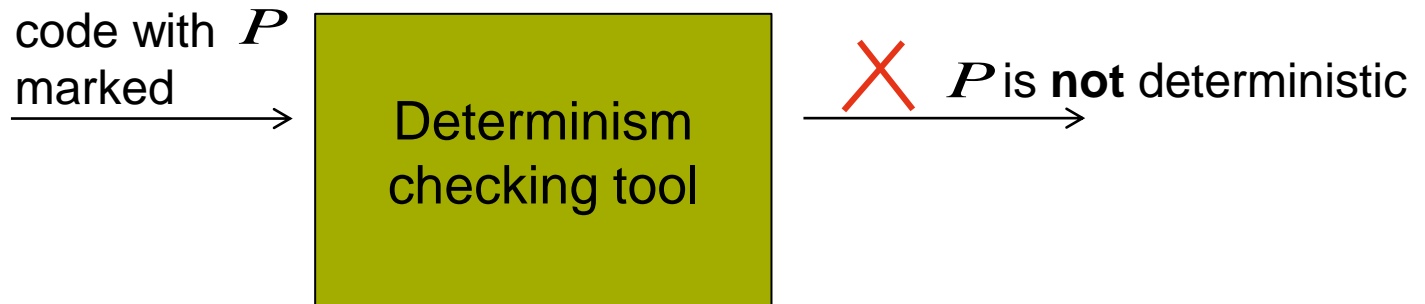 code with P
marked
Determinism
checking tool
P is not deterministic